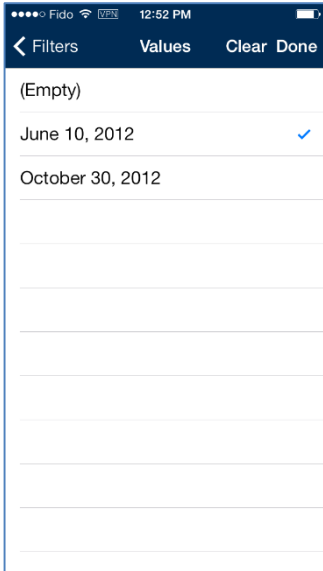 Fido VPN 12:52 PM
Filters Values Clear Done
(Empty)
June 10, 2012
October 30, 2012